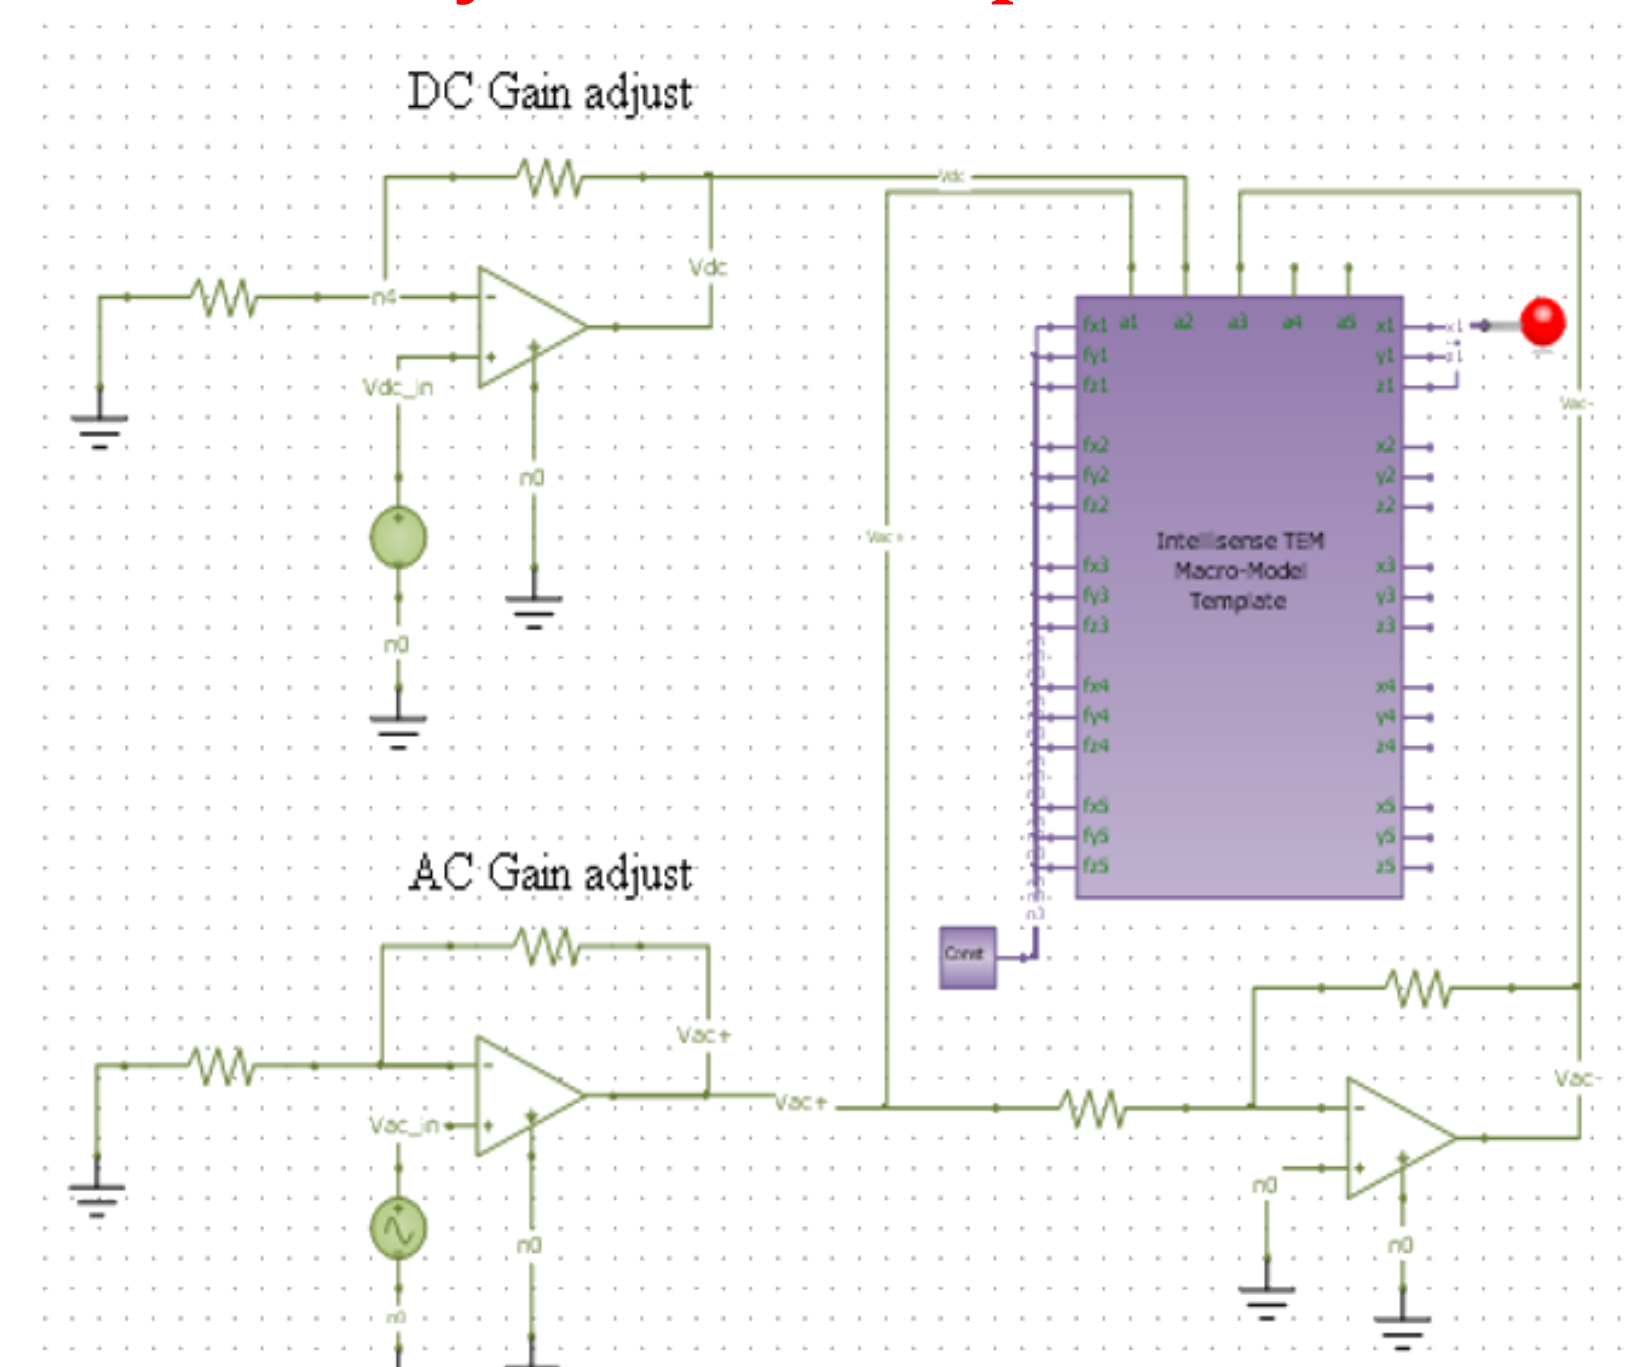 DC Gain adjust
Vdc
n4
Vdc
Vdc_in
n0
n0
Vac+
Vac-
fx1 a1 a2 a3 a4 a5 x1 x1
fy1 y1
fz1 z1
fx2 x2
fy2 y2
fz2 z2
Intellisense TEM
Macro-Model
Template
fx3 x3
fy3 y3
fz3 z3
fx4 x4
fy4 y4
fz4 z4
fx5 x5
fy5 y5
fz5 z5
Const
AC Gain adjust
Vac+
Vac+
Vac_in
n0
n0
Vac-
n0
n0